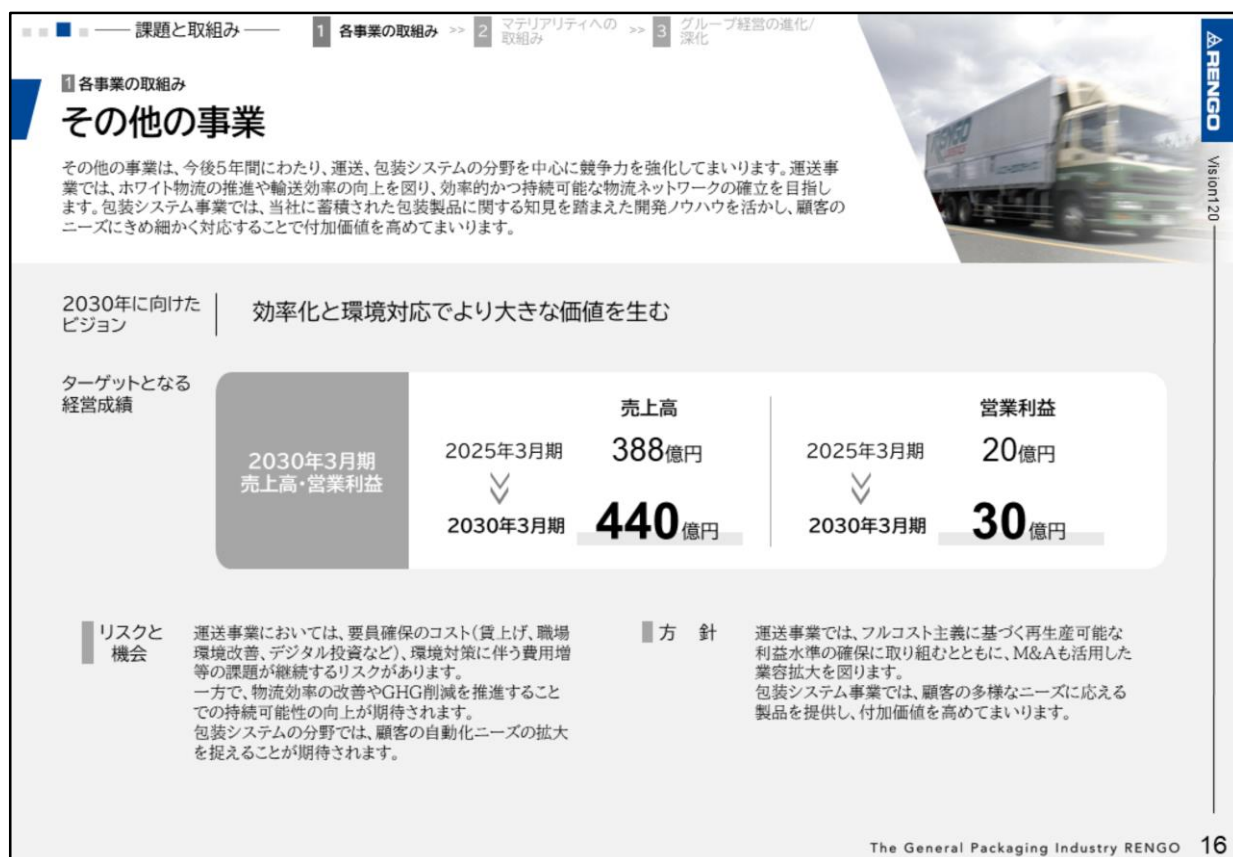 課題と取組み
1 各事業の取組み >> 2 マテリアリティへの
取組み >> 3 グループ経営の進化/
深化
RENGO
Vision120
1 各事業の取組み
その他の事業
その他の事業は、今後5年間にわたり、運送、包装システムの分野を中心に競争力を強化してまいります。運送事
業では、ホワイト物流の推進や輸送効率の向上を図り、効率的かつ持続可能な物流ネットワークの確立を目指し
ます。包装システム事業では、当社に蓄積された包装製品に関する知見を踏まえた開発ノウハウを活かし、顧客の
ニーズにきめ細かく対応することで付加価値を高めてまいります。
RENGO
2030年に向けた
ビジョン
効率化と環境対応でより大きな価値を生む
ターゲットとなる
経営成績
2030年3月期
売上高・営業利益
売上高
2025年3月期 388億円
2030年3月期 440億円
営業利益
2025年3月期 20億円
2030年3月期 30億円
リスクと
機会
運送事業においては、要員確保のコスト(賃上げ、職場
環境改善、デジタル投資など)、環境対策に伴う費用増
等の課題が継続するリスクがあります。
一方で、物流効率の改善やGHG削減を推進すること
での持続可能性の向上が期待されます。
包装システムの分野では、顧客の自動化ニーズの拡大
を捉えることが期待されます。
方 針
運送事業では、フルコスト主義に基づく再生産可能な
利益水準の確保に取り組むとともに、M&Aも活用した
業容拡大を図ります。
包装システム事業では、顧客の多様なニーズに応える
製品を提供し、付加価値を高めてまいります。
The General Packaging Industry RENGO 16